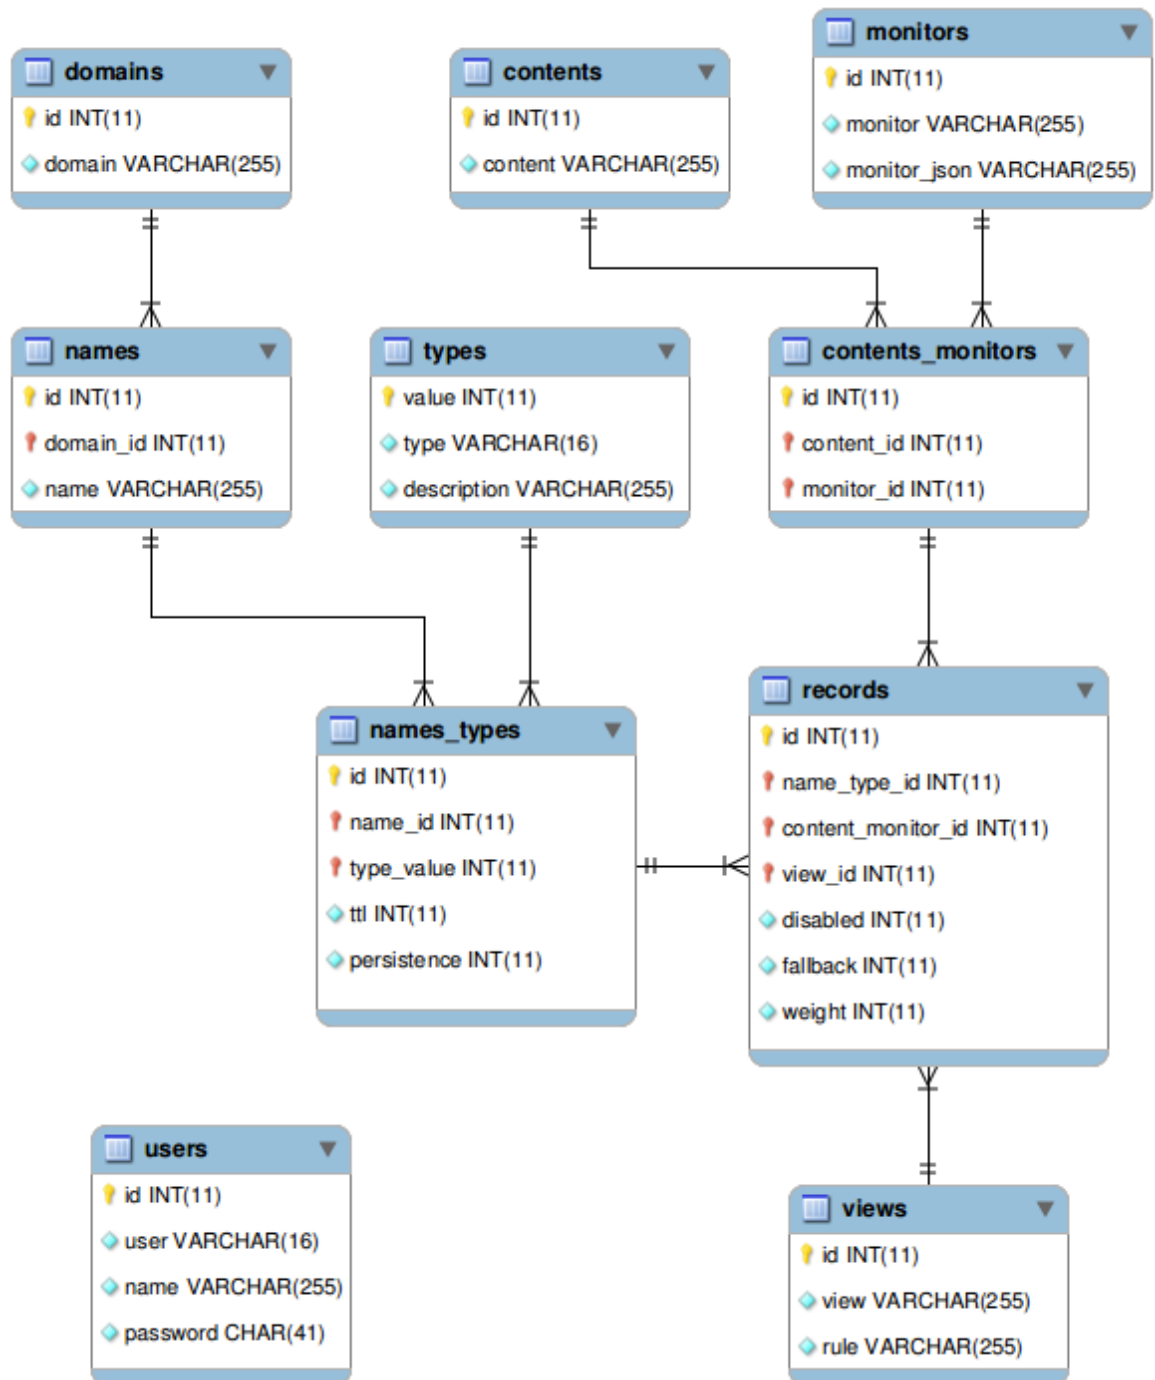 domains
id INT(11)
domain VARCHAR(255)
contents
id INT(11)
content VARCHAR(255)
monitors
id INT(11)
monitor VARCHAR(255)
monitor_json VARCHAR(255)
names
id INT(11)
domain_id INT(11)
name VARCHAR(255)
types
value INT(11)
type VARCHAR(16)
description VARCHAR(255)
contents_monitors
id INT(11)
content_id INT(11)
monitor_id INT(11)
names_types
id INT(11)
name_id INT(11)
type_value INT(11)
ttl INT(11)
persistence INT(11)
records
id INT(11)
name_type_id INT(11)
content_monitor_id INT(11)
view_id INT(11)
disabled INT(11)
fallback INT(11)
weight INT(11)
users
id INT(11)
user VARCHAR(16)
name VARCHAR(255)
password CHAR(41)
views
id INT(11)
view VARCHAR(255)
rule VARCHAR(255)